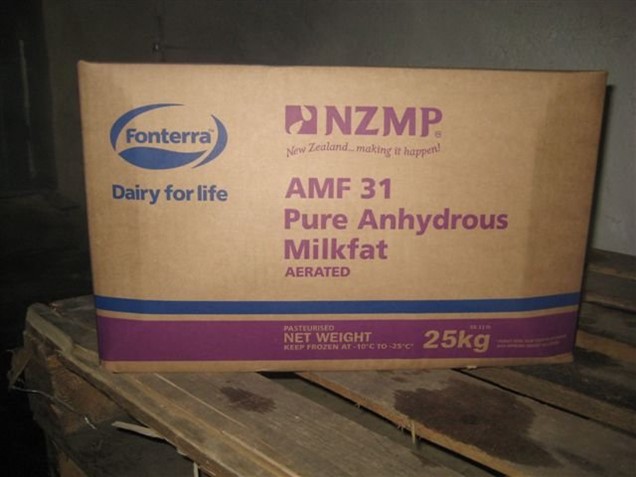 Fonterra
Dairy for life
NZMP
New Zealand...making it happen!
AMF 31
Pure Anhydrous
Milkfat
AERATED
PASTEURISED
NET WEIGHT
KEEP FROZEN AT -10°C TO -25°C
25kg